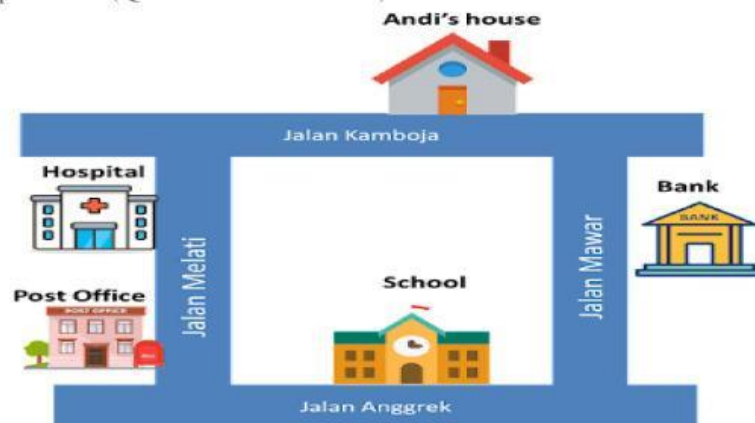 Andi's house
Jalan Kamboja
Hospital
Bank
BANK
Jalan Melati
Jalan Mawar
School
Post Office
POST OFFICE
Jalan Anggrek